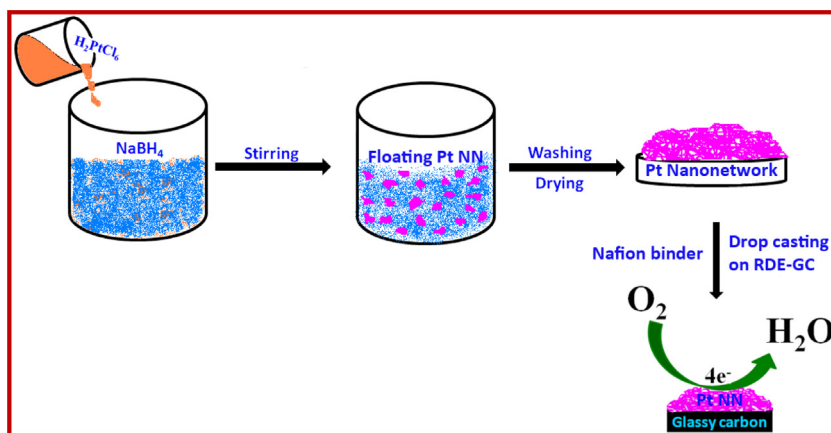 H₂PtCl₆
NaBH₄
Stirring
Floating Pt NN
Washing
Drying
Pt Nanonetwork
Nafion binder
Drop casting
on RDE-GC
O₂
H₂O
4e⁻
Pt NN
Glassy carbon